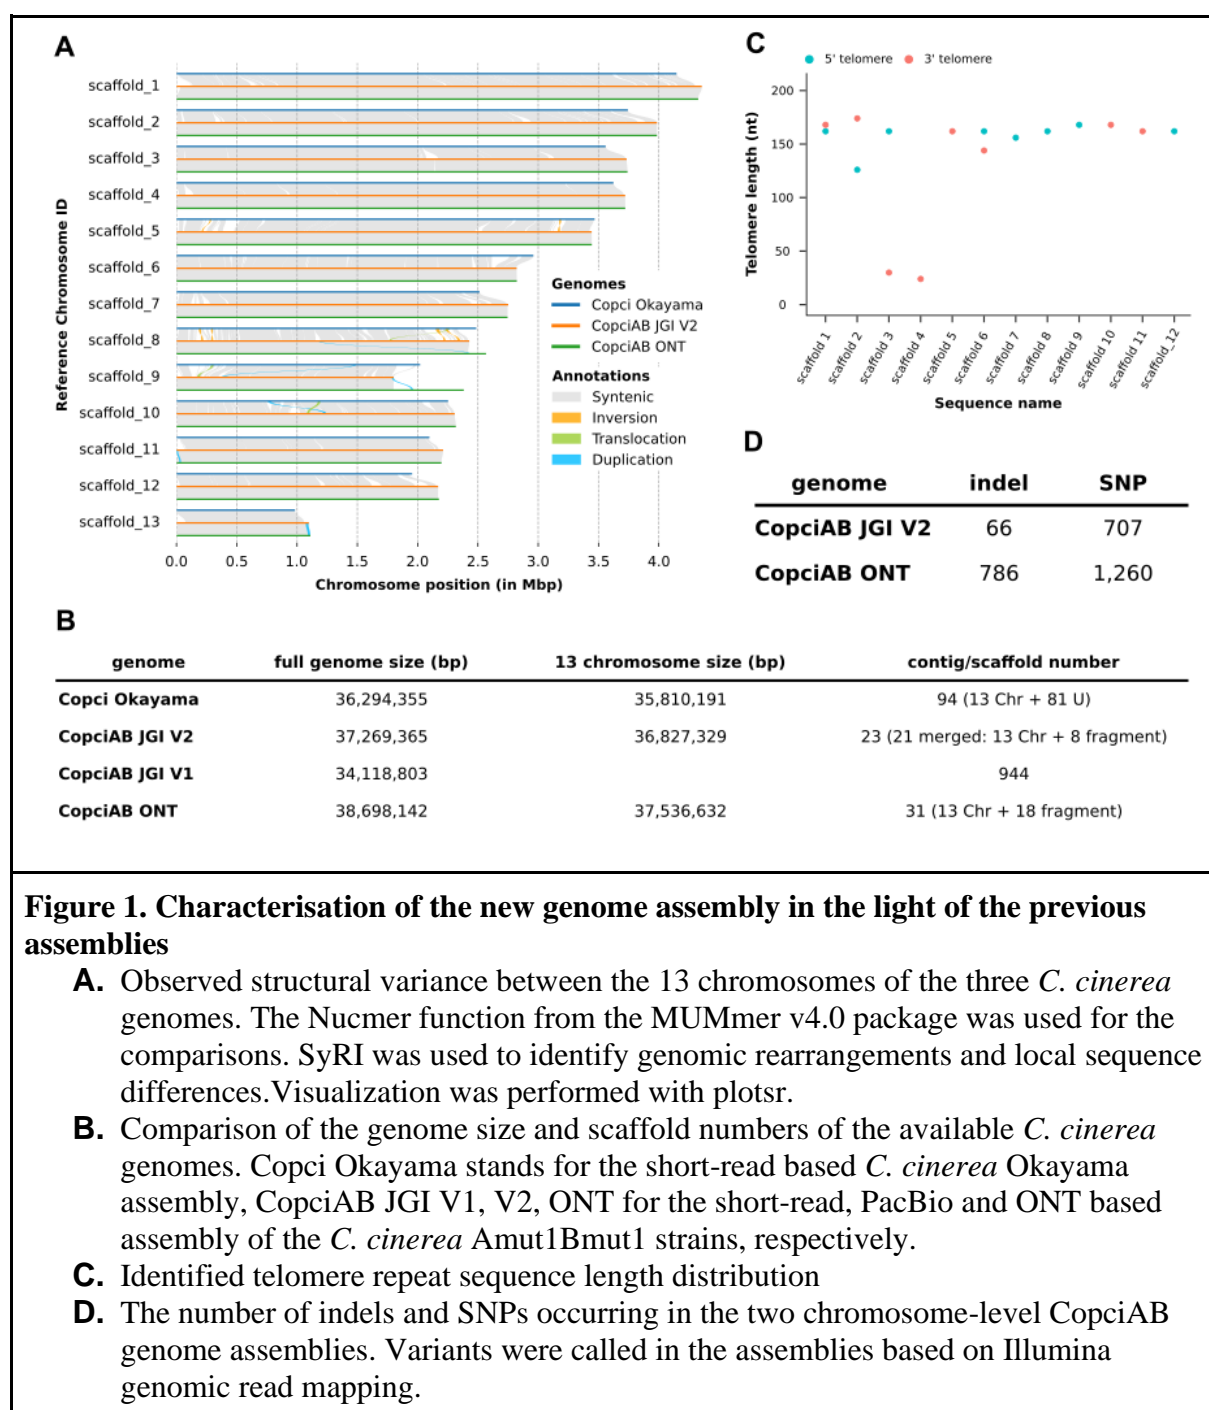 A
scaffold_1
scaffold_2
scaffold_3
scaffold_4
scaffold_5
scaffold_6
scaffold_7
scaffold_8
scaffold_9
scaffold_10
scaffold_11
scaffold_12
scaffold_13
Reference Chromosome ID
0.0 0.5 1.0 1.5 2.0 2.5 3.0 3.5 4.0
Chromosome position (in Mbp)
Genomes
Copci Okayama
CopciAB JGI V2
CopciAB ONT
Annotations
Syntenic
Inversion
Translocation
Duplication
C
5' telomere 3' telomere
200
150
100
50
0
Telomere length (nt)
scaffold 1
scaffold 2
scaffold 3
scaffold 4
scaffold 5
scaffold 6
scaffold 7
scaffold 8
scaffold 9
scaffold 10
scaffold 11
scaffold_12
Sequence name
D
genome indel SNP
CopciAB JGI V2 66 707
CopciAB ONT 786 1,260
B
genome full genome size (bp) 13 chromosome size (bp) contig/scaffold number
Copci Okayama 36,294,355 35,810,191 94 (13 Chr + 81 U)
CopciAB JGI V2 37,269,365 36,827,329 23 (21 merged: 13 Chr + 8 fragment)
CopciAB JGI V1 34,118,803 944
CopciAB ONT 38,698,142 37,536,632 31 (13 Chr + 18 fragment)
Figure 1. Characterisation of the new genome assembly in the light of the previous
assemblies
A. Observed structural variance between the 13 chromosomes of the three C. cinerea
genomes. The Nucmer function from the MUMmer v4.0 package was used for the
comparisons. SyRI was used to identify genomic rearrangements and local sequence
differences.Visualization was performed with plotsr.
B. Comparison of the genome size and scaffold numbers of the available C. cinerea
genomes. Copci Okayama stands for the short-read based C. cinerea Okayama
assembly, CopciAB JGI V1, V2, ONT for the short-read, PacBio and ONT based
assembly of the C. cinerea Amut1Bmut1 strains, respectively.
C. Identified telomere repeat sequence length distribution
D. The number of indels and SNPs occurring in the two chromosome-level CopciAB
genome assemblies. Variants were called in the assemblies based on Illumina
genomic read mapping.